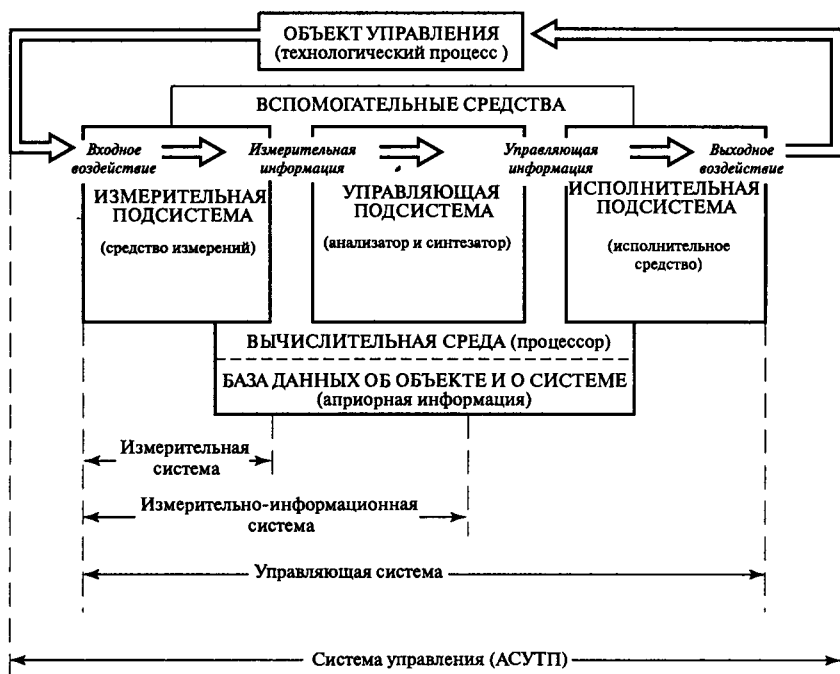 ОБЪЕКТ УПРАВЛЕНИЯ
(технологический процесс )
ВСПОМОГАТЕЛЬНЫЕ СРЕДСТВА
Входное
воздействие
Измерительная
информация
Управляющая
информация
Выходное
воздействие
ИЗМЕРИТЕЛЬНАЯ
ПОДСИСТЕМА
(средство измерений)
УПРАВЛЯЮЩАЯ
ПОДСИСТЕМА
(анализатор и синтезатор)
ИСПОЛНИТЕЛЬНАЯ
ПОДСИСТЕМА
(исполнительное
средство)
ВЫЧИСЛИТЕЛЬНАЯ СРЕДА (процессор)
БАЗА ДАННЫХ ОБ ОБЪЕКТЕ И О СИСТЕМЕ
(априорная информация)
Измерительная
система
Измерительно-информационная
система
Управляющая система
Система управления (АСУТП)